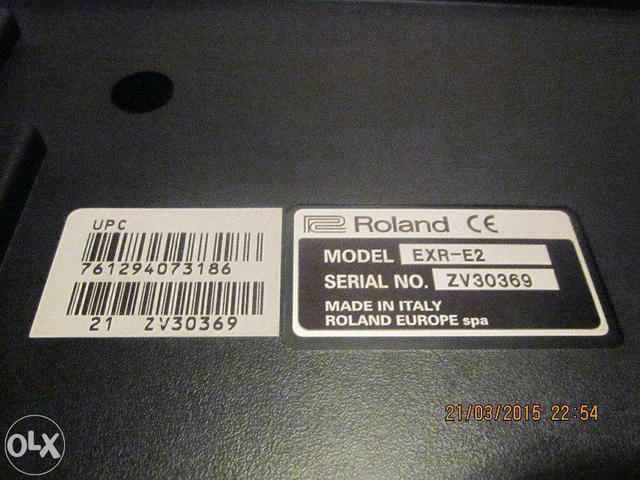 UPC
761294073186
21 ZV30369
Roland CE
MODEL EXR-E2
SERIAL NO. ZV30369
MADE IN ITALY
ROLAND EUROPE spa
21/03/2015 22:54
OLX